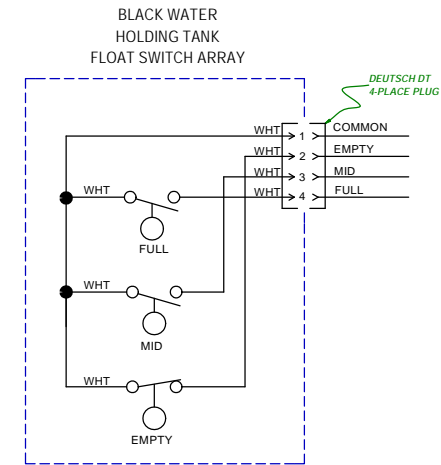 BLACK WATER
HOLDING TANK
FLOAT SWITCH ARRAY
DEUTSCH DT
4-PLACE PLUG
WHT 1 COMMON
WHT 2 EMPTY
WHT 3 MID
WHT WHT 4 FULL
FULL
WHT
MID
WHT
EMPTY